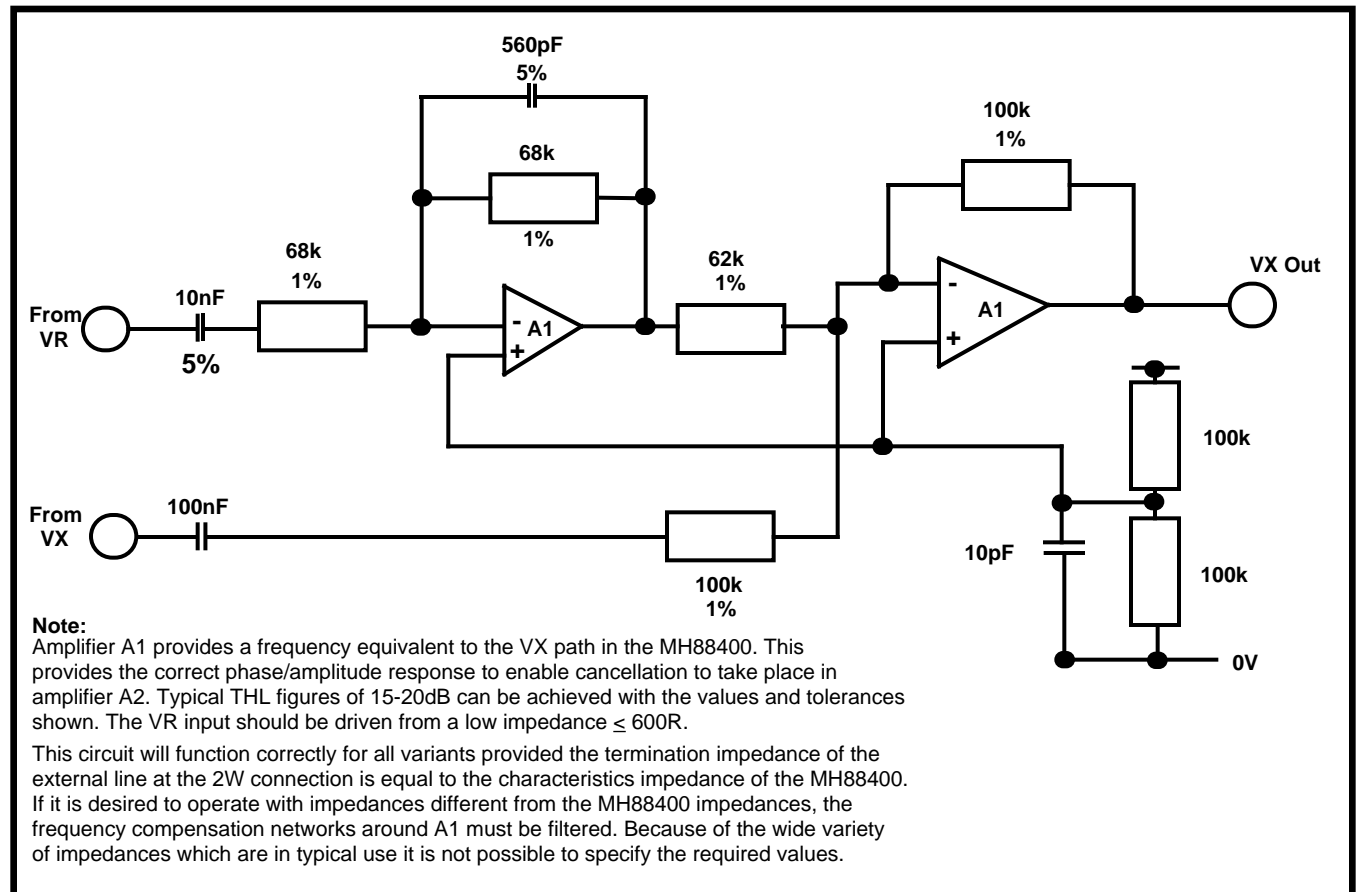 560pF
5%
100k
1%
68k
1%
68k
1%
62k
1%
VX Out
-
A1
+
10nF
From
VR
5%
-
A1
+
100k
From
VX
100nF
10pF
100k
100k
1%
0V
Note:
Amplifier A1 provides a frequency equivalent to the VX path in the MH88400. This
provides the correct phase/amplitude response to enable cancellation to take place in
amplifier A2. Typical THL figures of 15-20dB can be achieved with the values and tolerances
shown. The VR input should be driven from a low impedance ≤ 600R.
This circuit will function correctly for all variants provided the termination impedance of the
external line at the 2W connection is equal to the characteristics impedance of the MH88400.
If it is desired to operate with impedances different from the MH88400 impedances, the
frequency compensation networks around A1 must be filtered. Because of the wide variety
of impedances which are in typical use it is not possible to specify the required values.